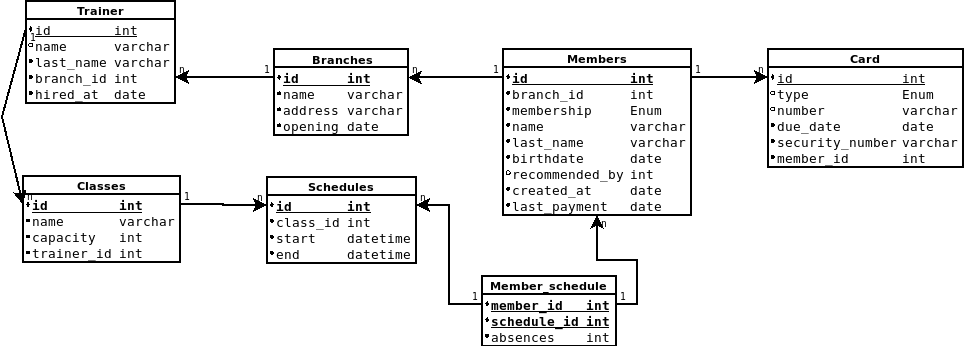 Trainer
id int
name varchar
last_name varchar
branch_id int
hired_at date
1
n
1
Branches
id int
name varchar
address varchar
opening date
n
1
Members
id int
branch_id int
membership Enum
name varchar
last_name varchar
birthdate date
recommended_by int
created_at date
last_payment date
1
n
Card
id int
type Enum
number varchar
due_date date
security_number varchar
member_id int
n
Classes
id int
name varchar
capacity int
trainer_id int
1
n
Schedules
id int
class_id int
start datetime
end datetime
n
n
1
Member_schedule
member_id int
schedule_id int
absences int
1